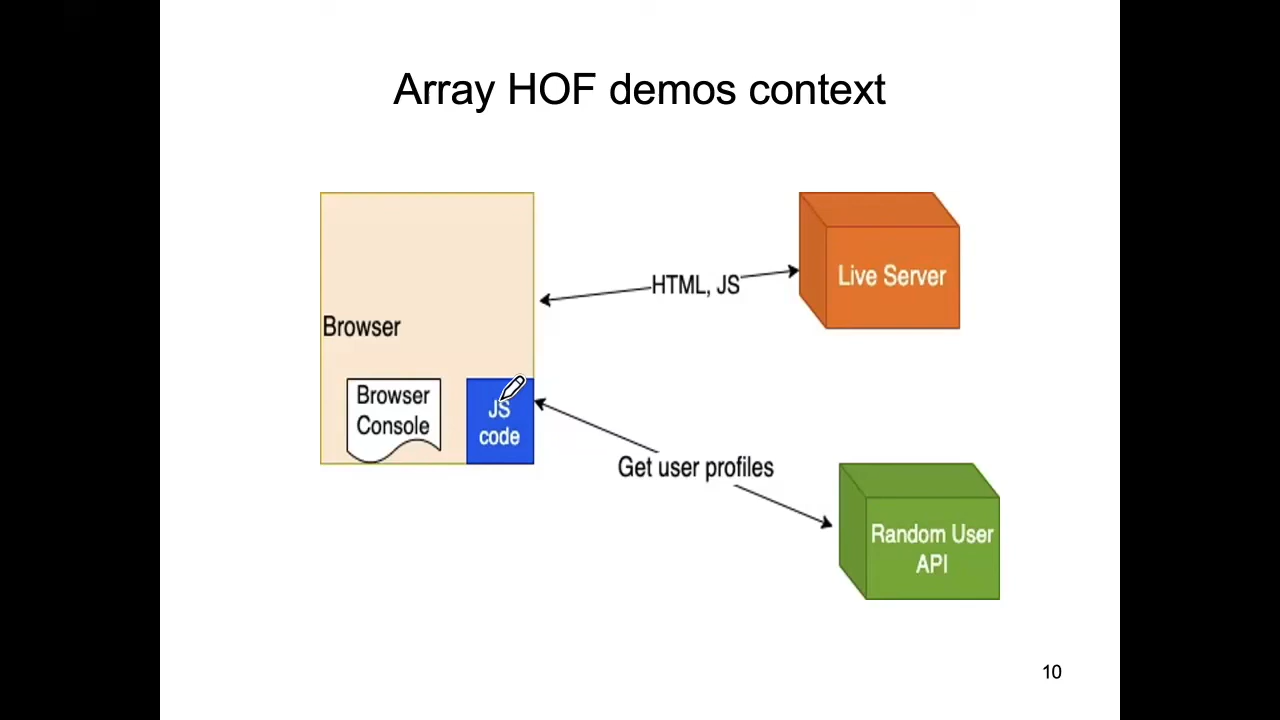 Array HOF demos context
HTML, JS
Live Server
Browser
Browser
Console
JS
code
Get user profiles
Random User
API
10